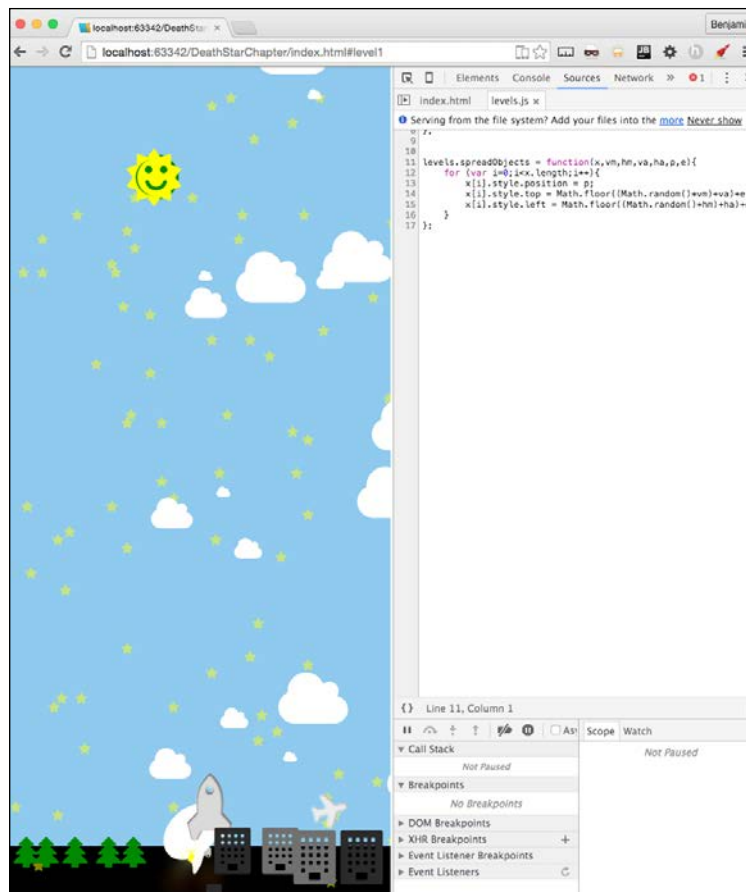 localhost:63342/DeathSta ×
Benjami
localhost:63342/DeathStarChapter/index.html#level1
Elements Console Sources Network » 1
index.html levels.js ×
Serving from the file system? Add your files into the more Never show
8 };
9
10
11 levels.spreadObjects = function(x,vm,hm,va,ha,p,e){
12 for (var i=0;i<x.length;i++){
13 x[i].style.position = p;
14 x[i].style.top = Math.floor((Math.random()*vm)+va)+e
15 x[i].style.left = Math.floor((Math.random()*hm)+ha)+
16 }
17 };
{} Line 11, Column 1
Asy Scope Watch
Call Stack
Not Paused
Not Paused
Breakpoints
No Breakpoints
DOM Breakpoints
XHR Breakpoints +
Event Listener Breakpoints
Event Listeners